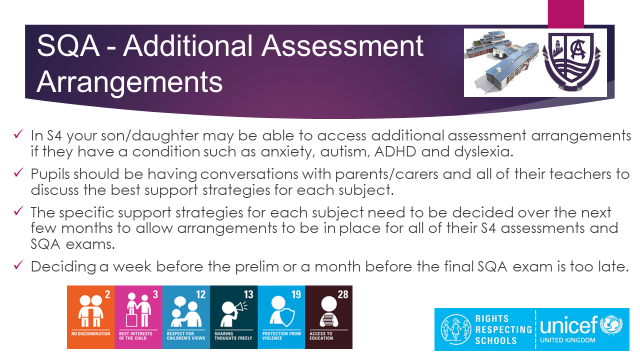 SQA - Additional Assessment
Arrangements
In S4 your son/daughter may be able to access additional assessment arrangements
if they have a condition such as anxiety, autism, ADHD and dyslexia.
Pupils should be having conversations with parents/carers and all of their teachers to
discuss the best support strategies for each subject.
The specific support strategies for each subject need to be decided over the next
few months to allow arrangements to be in place for all of their S4 assessments and
SQA exams.
Deciding a week before the prelim or a month before the final SQA exam is too late.
2
NO DISCRIMINATION
3
BEST INTERESTS
OF THE CHILD
12
RESPECT FOR
CHILDREN'S VIEWS
13
SHARING
THOUGHTS FREELY
19
PROTECTION FROM
VIOLENCE
28
ACCESS TO
EDUCATION
RIGHTS
RESPECTING
SCHOOLS
unicef
UNITED KINGDOM